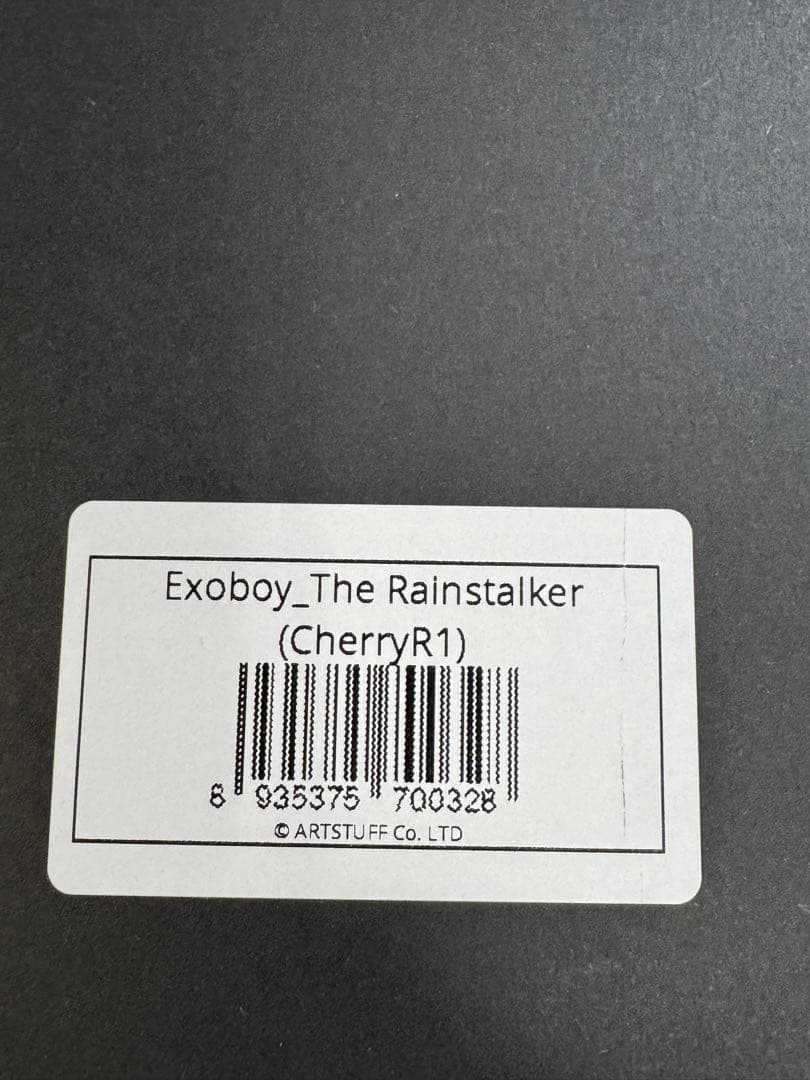 Exoboy_The Rainstalker
(CherryR1)
8 935375 700328
© ARTSTUFF Co. LTD